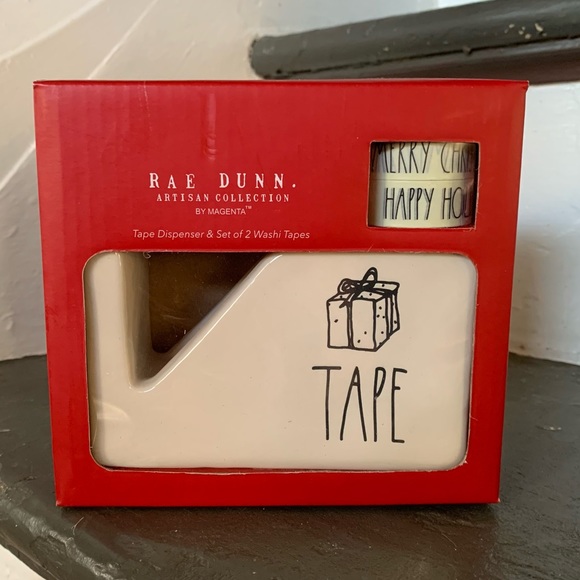 RAE DUNN.
ARTISAN COLLECTION
BY MAGENTA™
Tape Dispenser & Set of 2 Washi Tapes
MERRY CHR
HAPPY HOL
TAPE